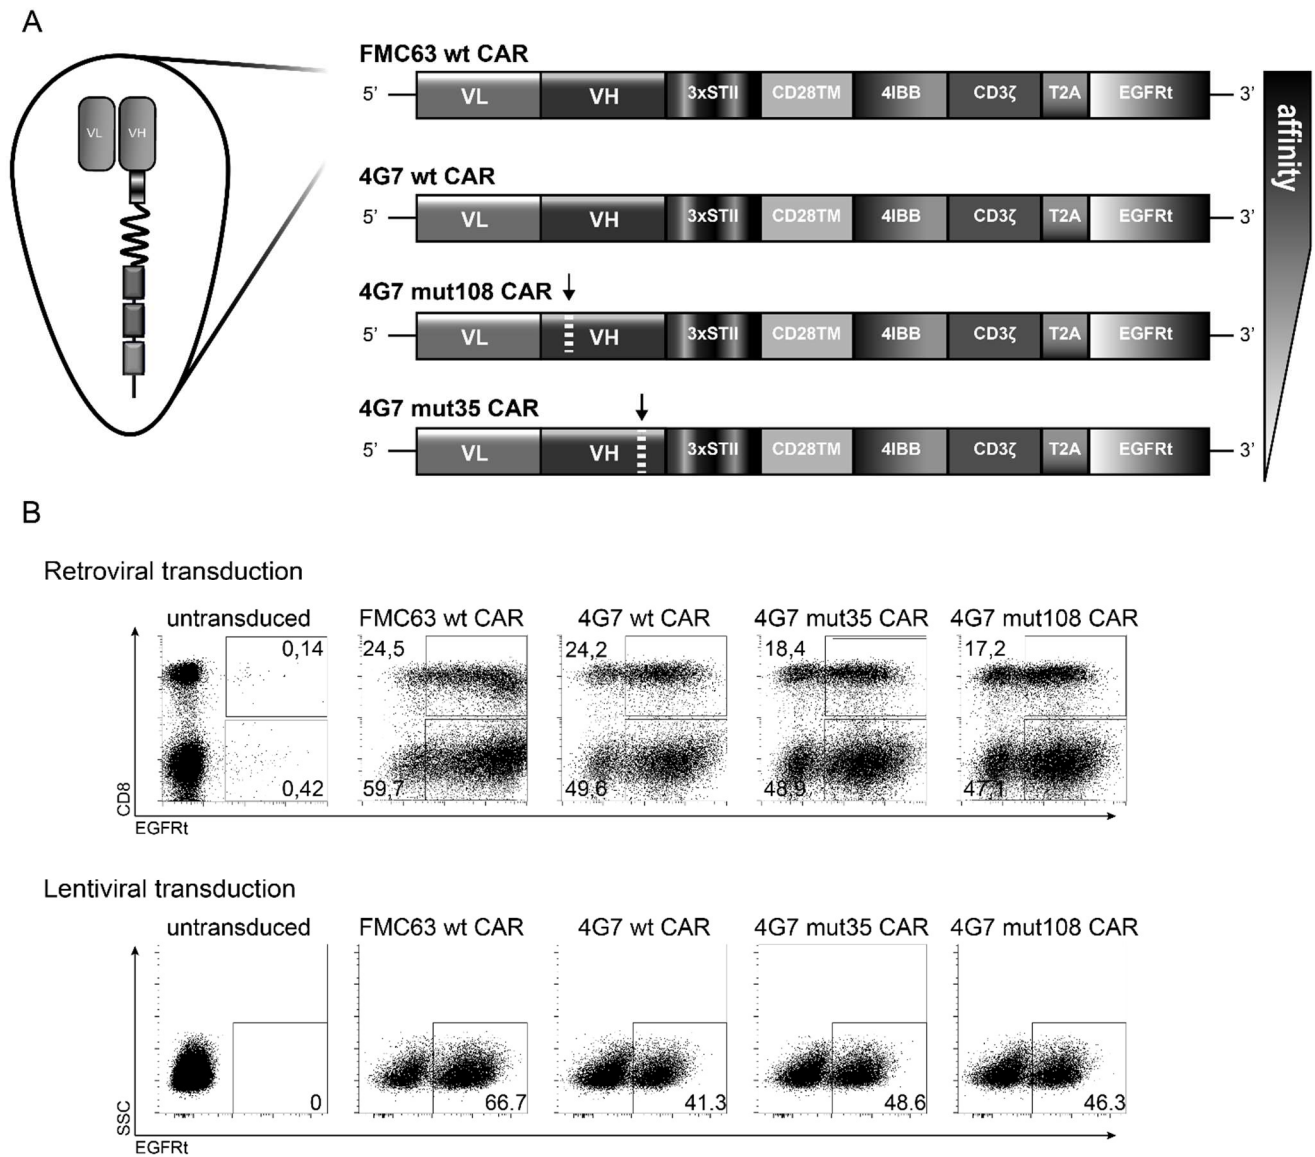 A
FMC63 wt CAR
5’ VL VH 3xSTII CD28TM 4IBB CD3ζ T2A EGFRt 3’
4G7 wt CAR
5’ VL VH 3xSTII CD28TM 4IBB CD3ζ T2A EGFRt 3’
4G7 mut108 CAR
5’ VL VH 3xSTII CD28TM 4IBB CD3ζ T2A EGFRt 3’
4G7 mut35 CAR
5’ VL VH 3xSTII CD28TM 4IBB CD3ζ T2A EGFRt 3’
VL VH
affinity
B
Retroviral transduction
untransduced FMC63 wt CAR 4G7 wt CAR 4G7 mut35 CAR 4G7 mut108 CAR
0,14 24,5 24,2 18,4 17,2
0,42 59,7 49,6 48,9 47,1
CD8
EGFRt
Lentiviral transduction
untransduced FMC63 wt CAR 4G7 wt CAR 4G7 mut35 CAR 4G7 mut108 CAR
0 66.7 41.3 48.6 46.3
SSC
EGFRt